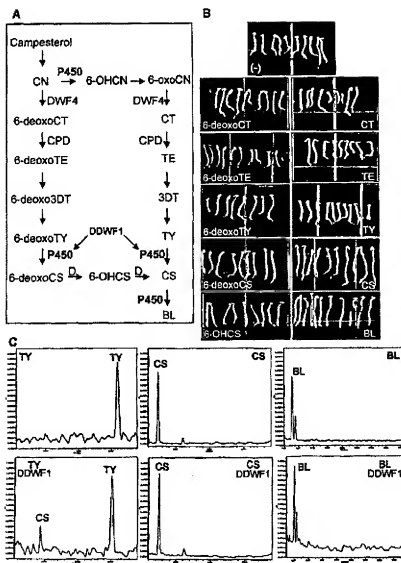 A
Campesterol
CN P450 6-OHCN 6-oxoCN
DWF4 DWF4
6-deoxoCT CT
CPD CPD
6-deoxoTE TE
6-deoxo3DT 3DT
6-deoxoTY DDWF1 TY
P450 P450
6-deoxoCS D 6-OHCS D CS
P450
BL
B
(-)
6-deoxoCT CT
6-deoxoTE TE
6-deoxoTY TY
6-deoxoCS CS
6-OHCS BL
C
TY TY
CS CS
BL BL
TY DDWF1 CS TY
CS CS DDWF1
BL BL DDWF1